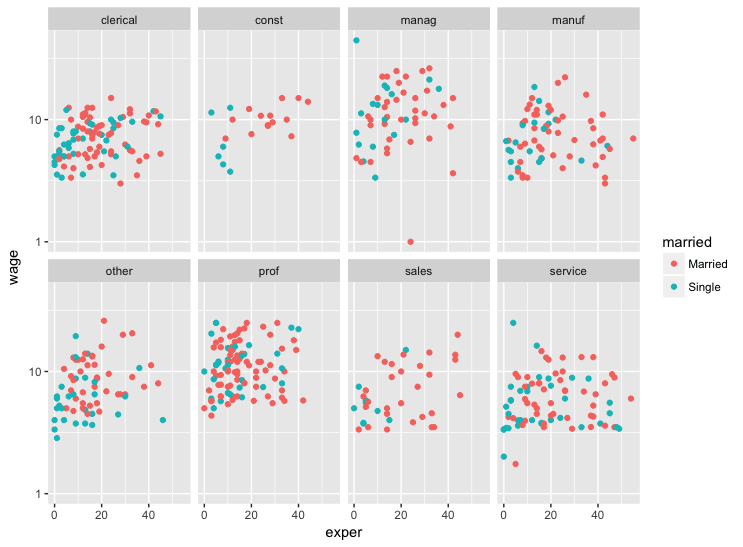 clerical const manag manuf
10
1
wage
married
Married
Single
other prof sales service
10
1
0 20 40 0 20 40 0 20 40 0 20 40
exper